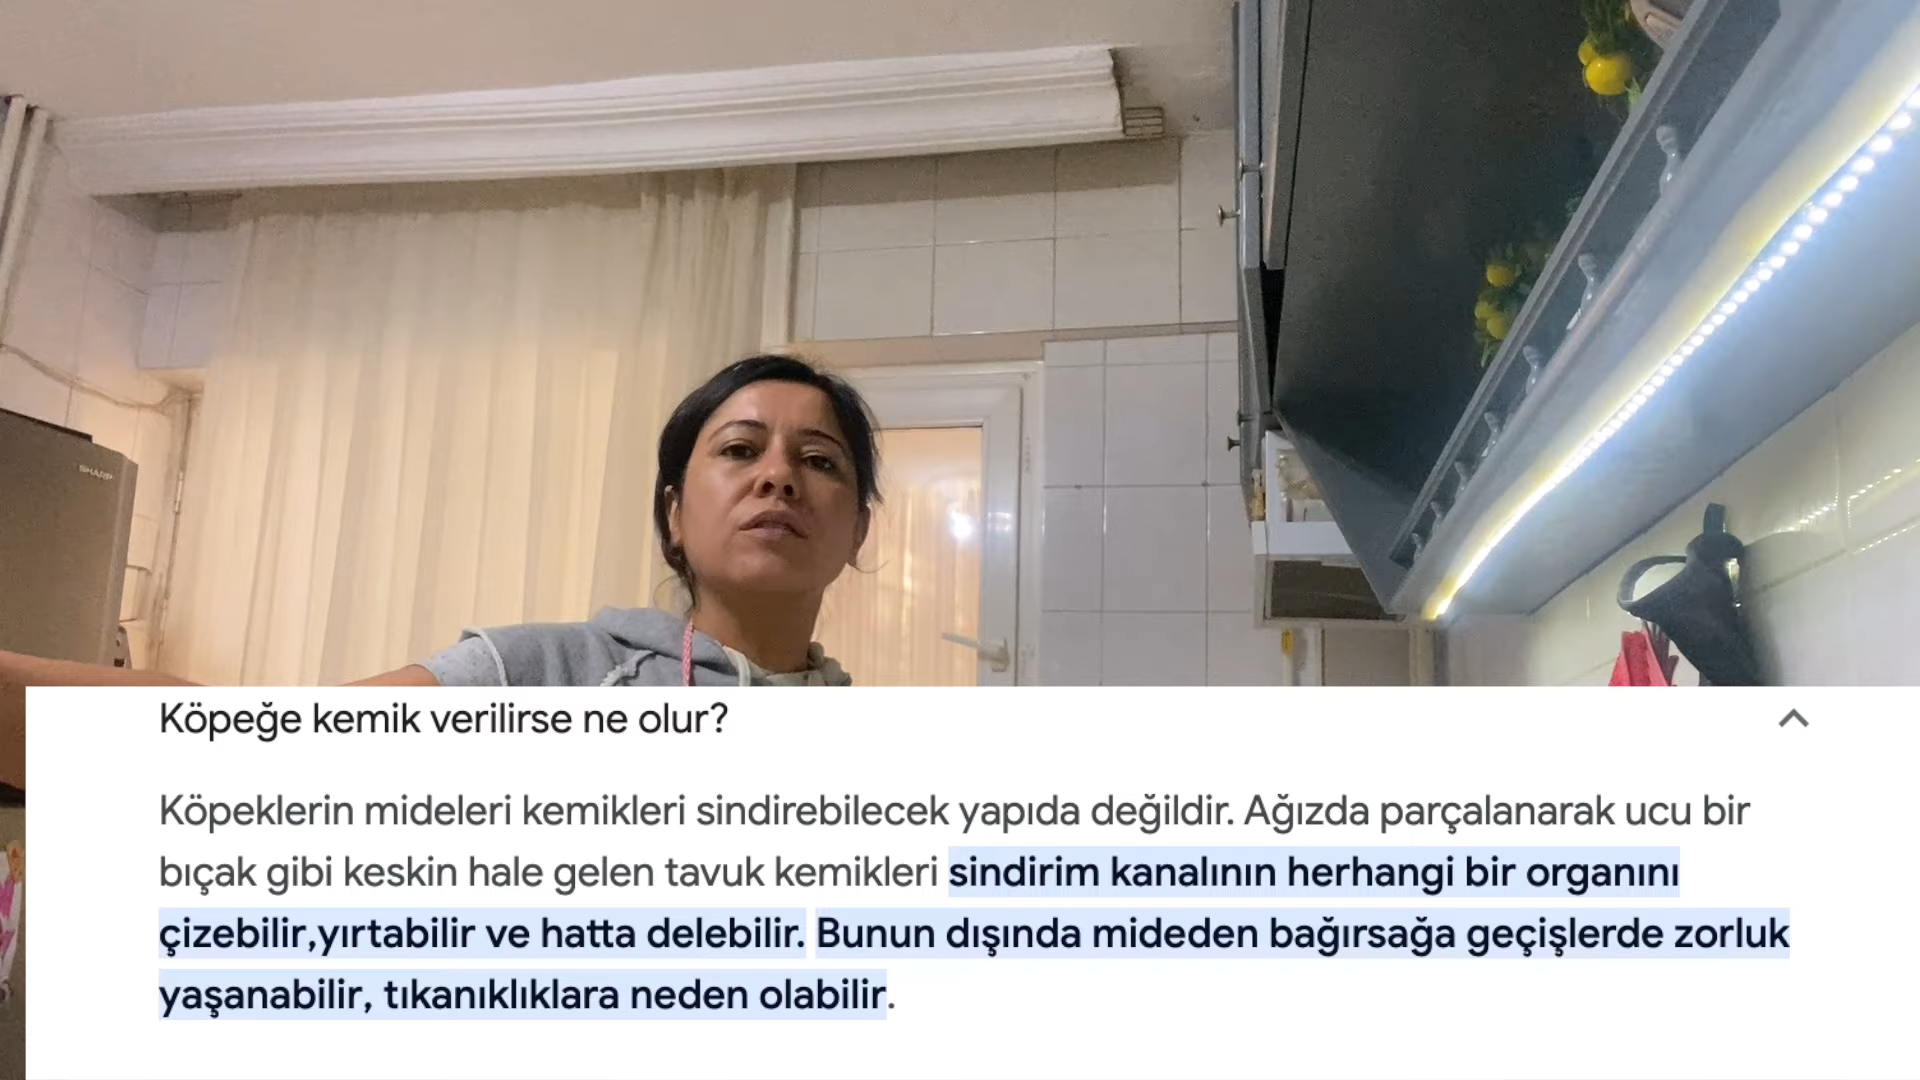 SHARP
Köpeğe kemik verilirse ne olur?
Köpeklerin mideleri kemikleri sindirebilecek yapıda değildir. Ağızda parçalanarak ucu bir
bıçak gibi keskin hale gelen tavuk kemikleri sindirim kanalının herhangi bir organını
çizebilir,yırtabilir ve hatta delebilir. Bunun dışında mideden bağırsağa geçişlerde zorluk
yaşanabilir, tıkanıklıklara neden olabilir.